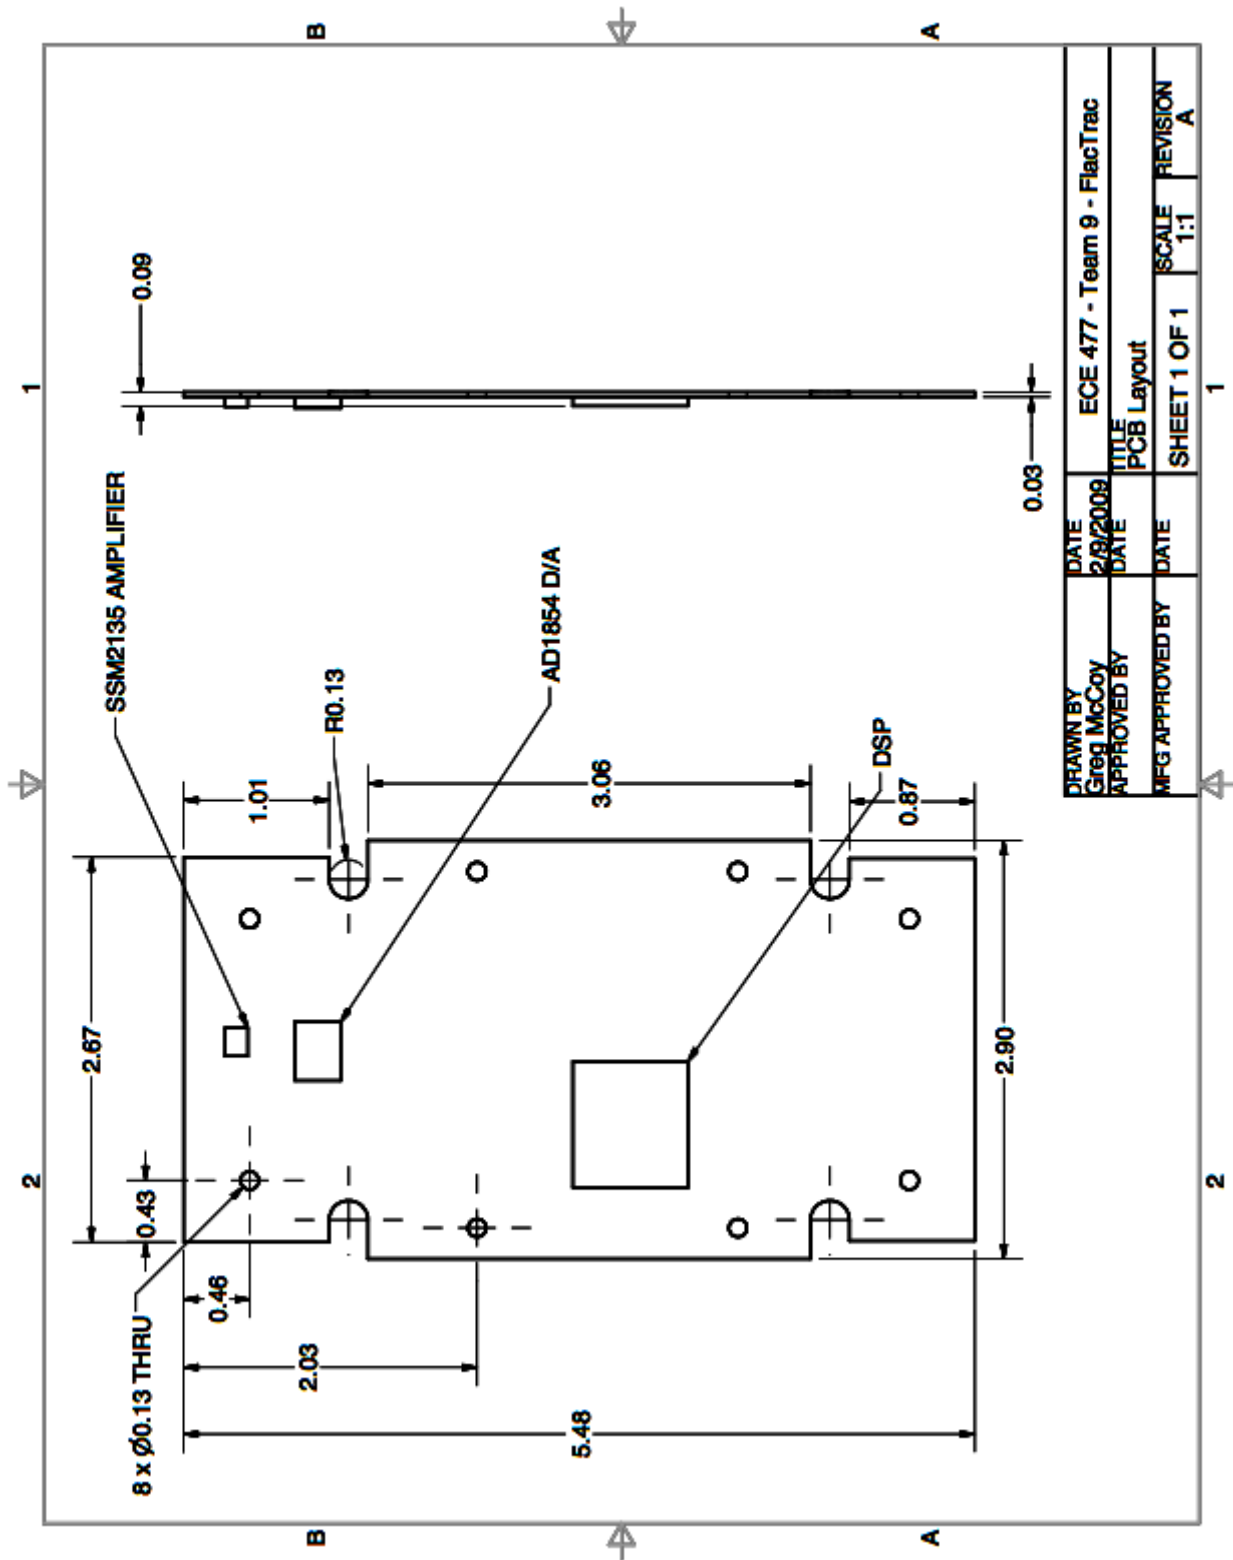 2
1
B
B
A
A
2
1
8 x Ø0.13 THRU
0.43
2.67
SSM2135 AMPLIFIER
0.09
0.46
1.01
R0.13
2.03
AD1854 D/A
3.06
5.48
DSP
0.87
2.90
0.03
DRAWN BY
Greg McCoy
DATE
2/9/2009
ECE 477 - Team 9 - FlacTrac
APPROVED BY
DATE
TITLE
PCB Layout
MFG APPROVED BY
DATE
SHEET 1 OF 1
SCALE
1:1
REVISION
A